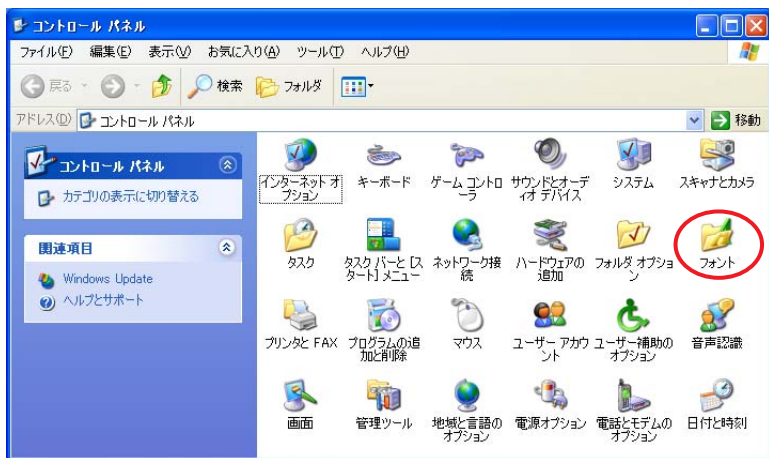 コントロール パネル
ファイル(F) 編集(E) 表示(V) お気に入り(A) ツール(T) ヘルプ(H)
戻る 検索 フォルダ
アドレス(D) コントロール パネル 移動
コントロール パネル
カテゴリの表示に切り替える
関連項目
Windows Update
ヘルプとサポート
インターネット オ
プション
キーボード
ゲーム コントロ
ーラ
サウンドとオーデ
ィオ デバイス
システム
スキャナとカメラ
タスク
タスク バーと [ス
タート] メニュー
ネットワーク接
続
ハードウェアの
追加
フォルダ オプショ
ン
フォント
プリンタと FAX
プログラムの追
加と削除
マウス
ユーザー アカウ
ント
ユーザー補助の
オプション
音声認識
画面
管理ツール
地域と言語の
オプション
電源オプション
電話とモデムの
オプション
日付と時刻